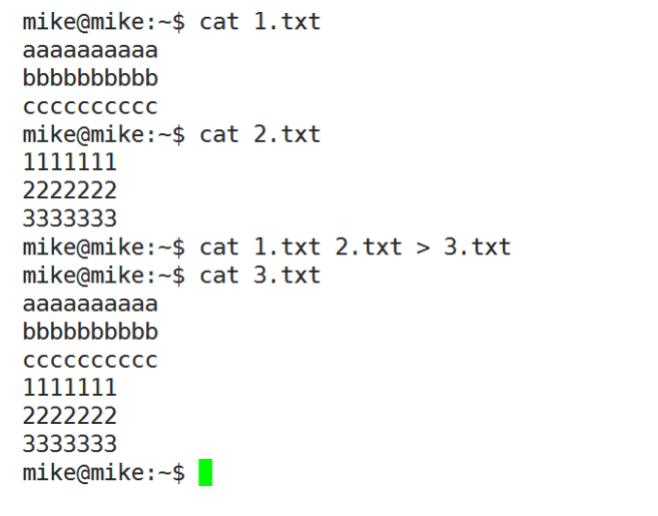 mike@mike:~$ cat 1.txt
aaaaaaaaaa
bbbbbbbbbb
cccccccccc
mike@mike:~$ cat 2.txt
1111111
2222222
3333333
mike@mike:~$ cat 1.txt 2.txt > 3.txt
mike@mike:~$ cat 3.txt
aaaaaaaaaa
bbbbbbbbbb
cccccccccc
1111111
2222222
3333333
mike@mike:~$